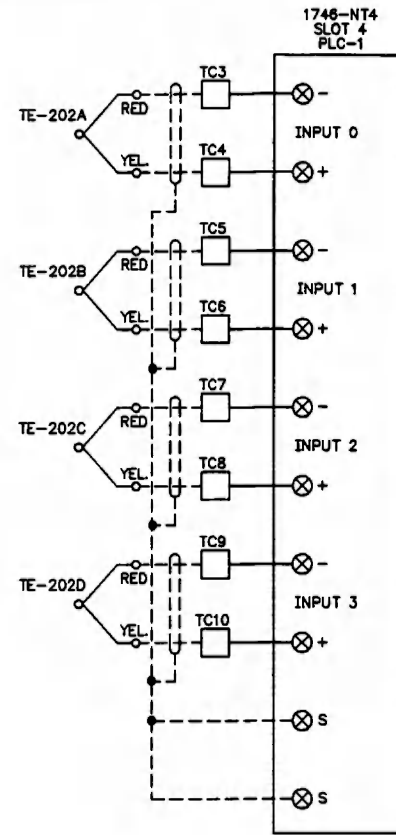 1746-NT4
SLOT 4
PLC-1
TC3
RED
-
TE-202A
INPUT 0
YEL.
TC4
+
TC5
RED
-
TE-202B
INPUT 1
YEL.
TC6
+
TC7
RED
-
TE-202C
INPUT 2
YEL.
TC8
+
TC9
RED
-
TE-202D
INPUT 3
YEL.
TC10
+
S
S